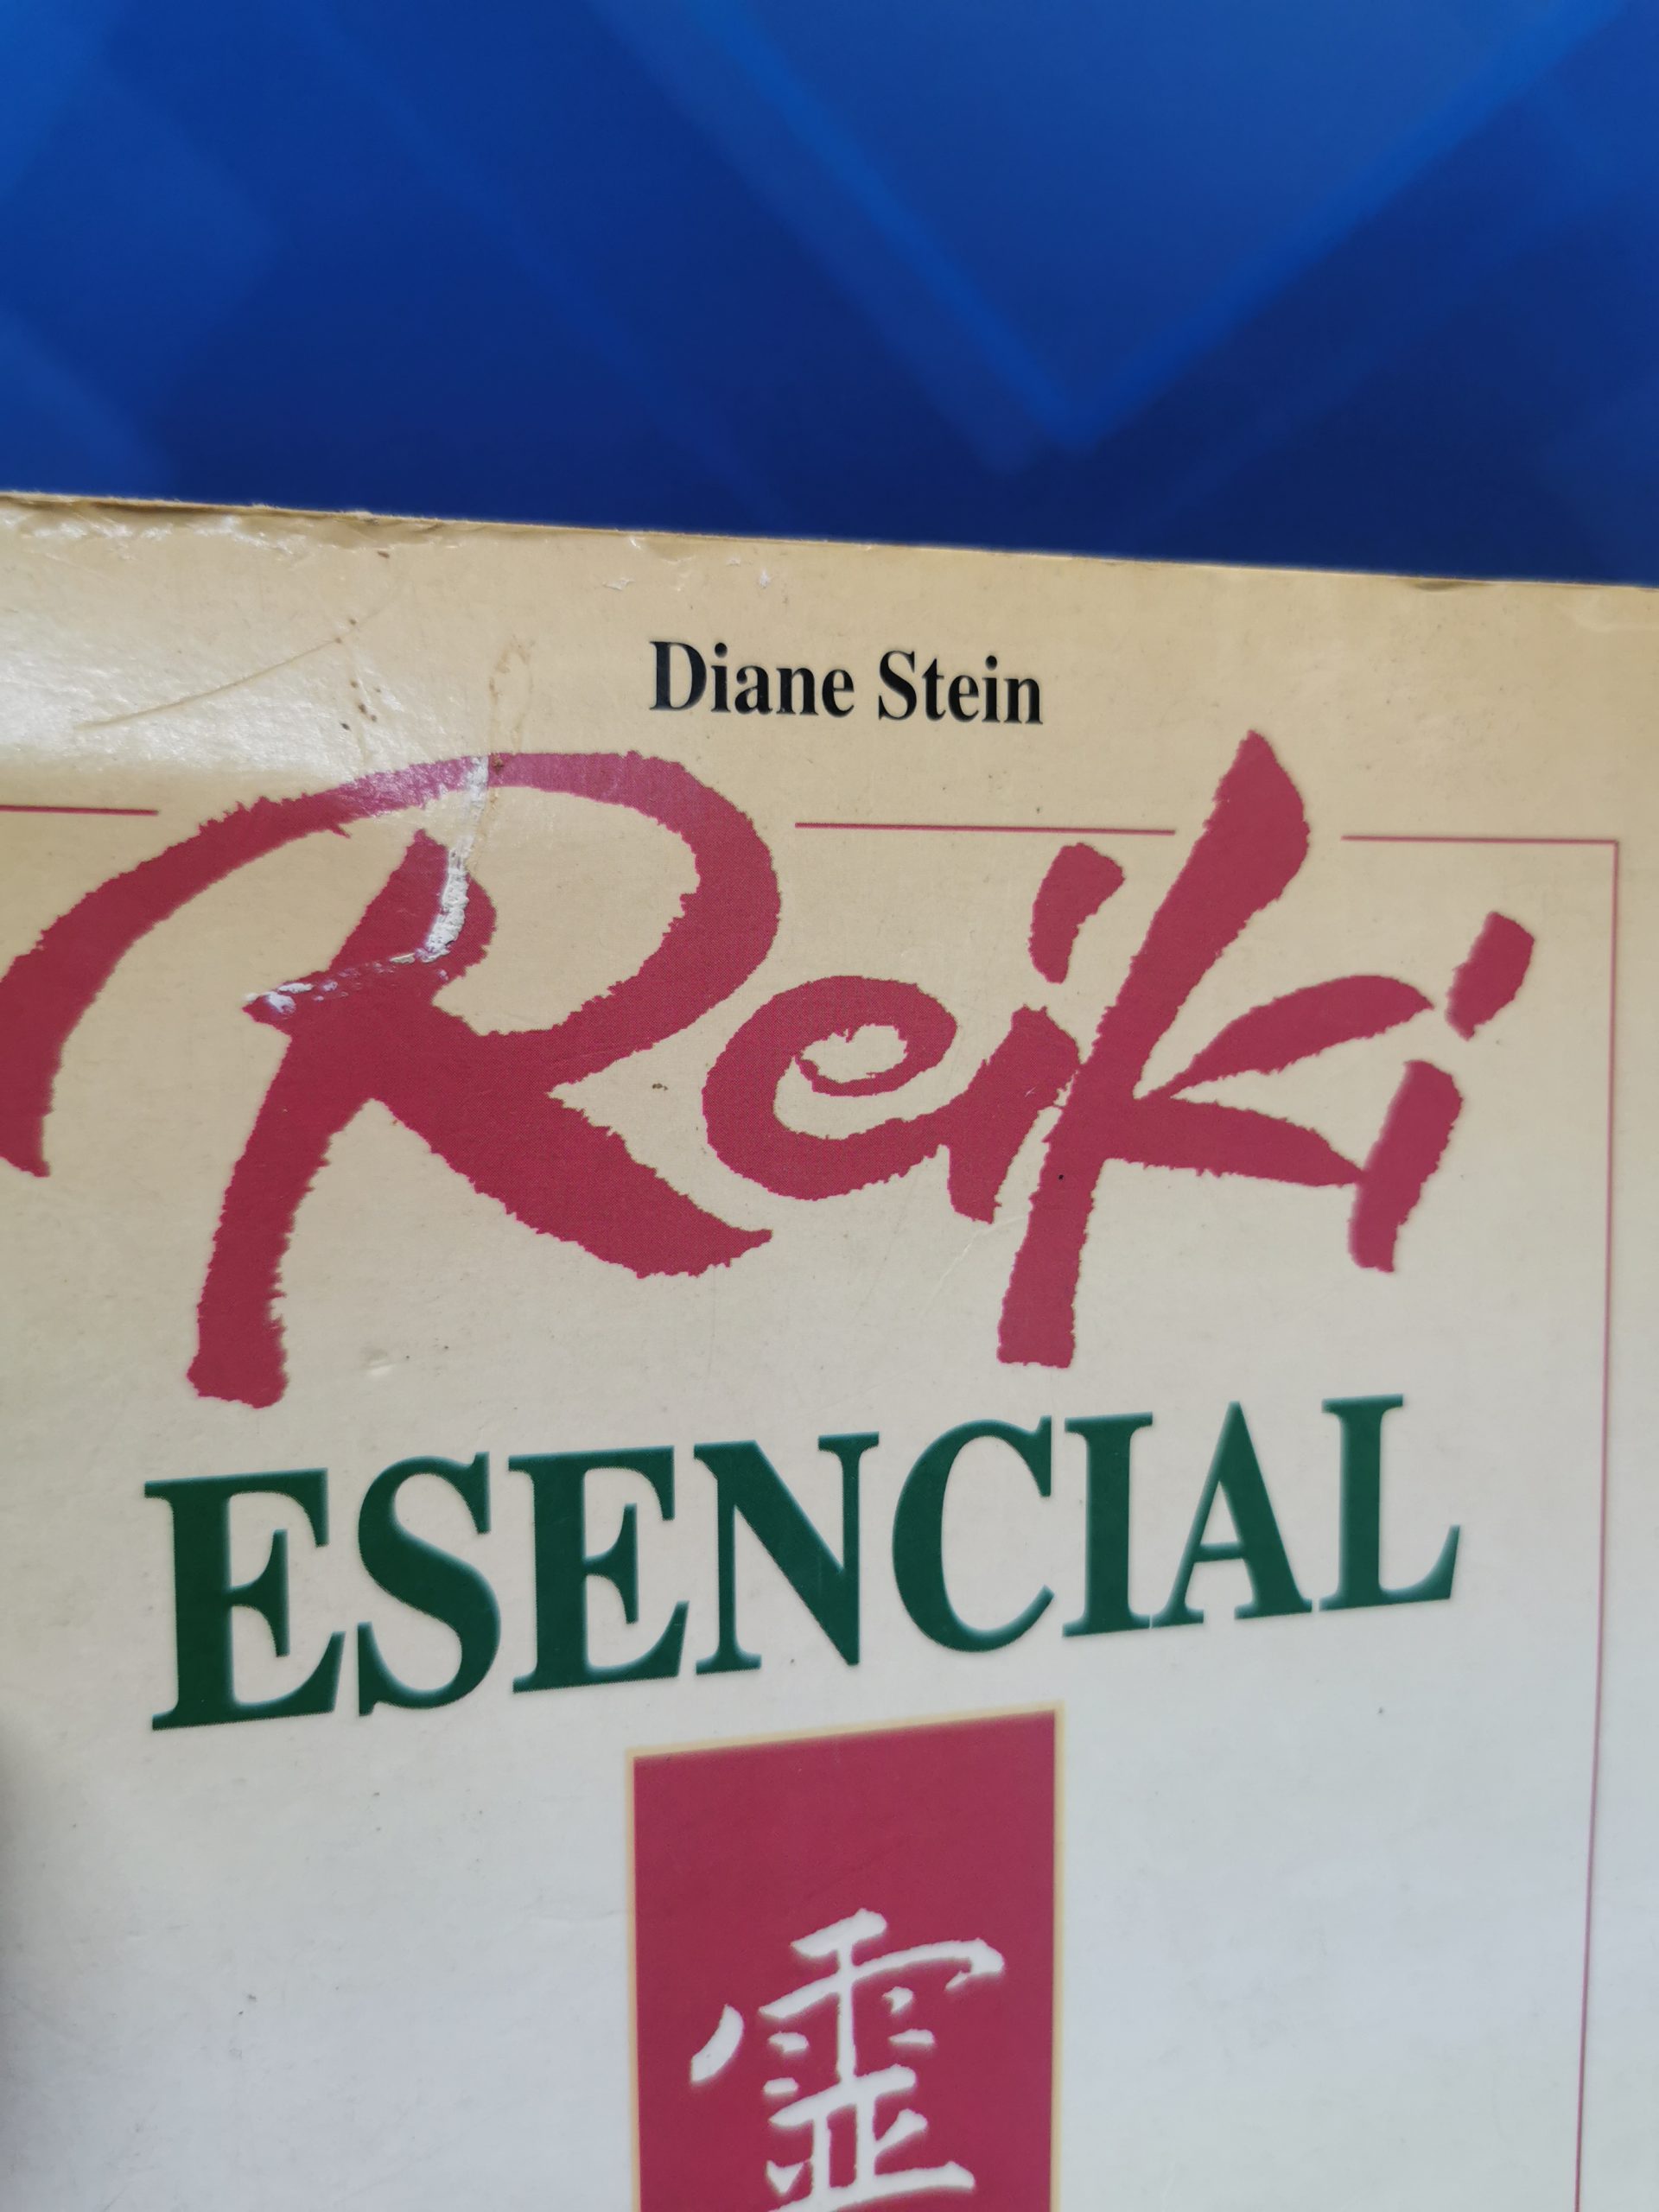 Diane Stein
Reiki
ESENCIAL
霊